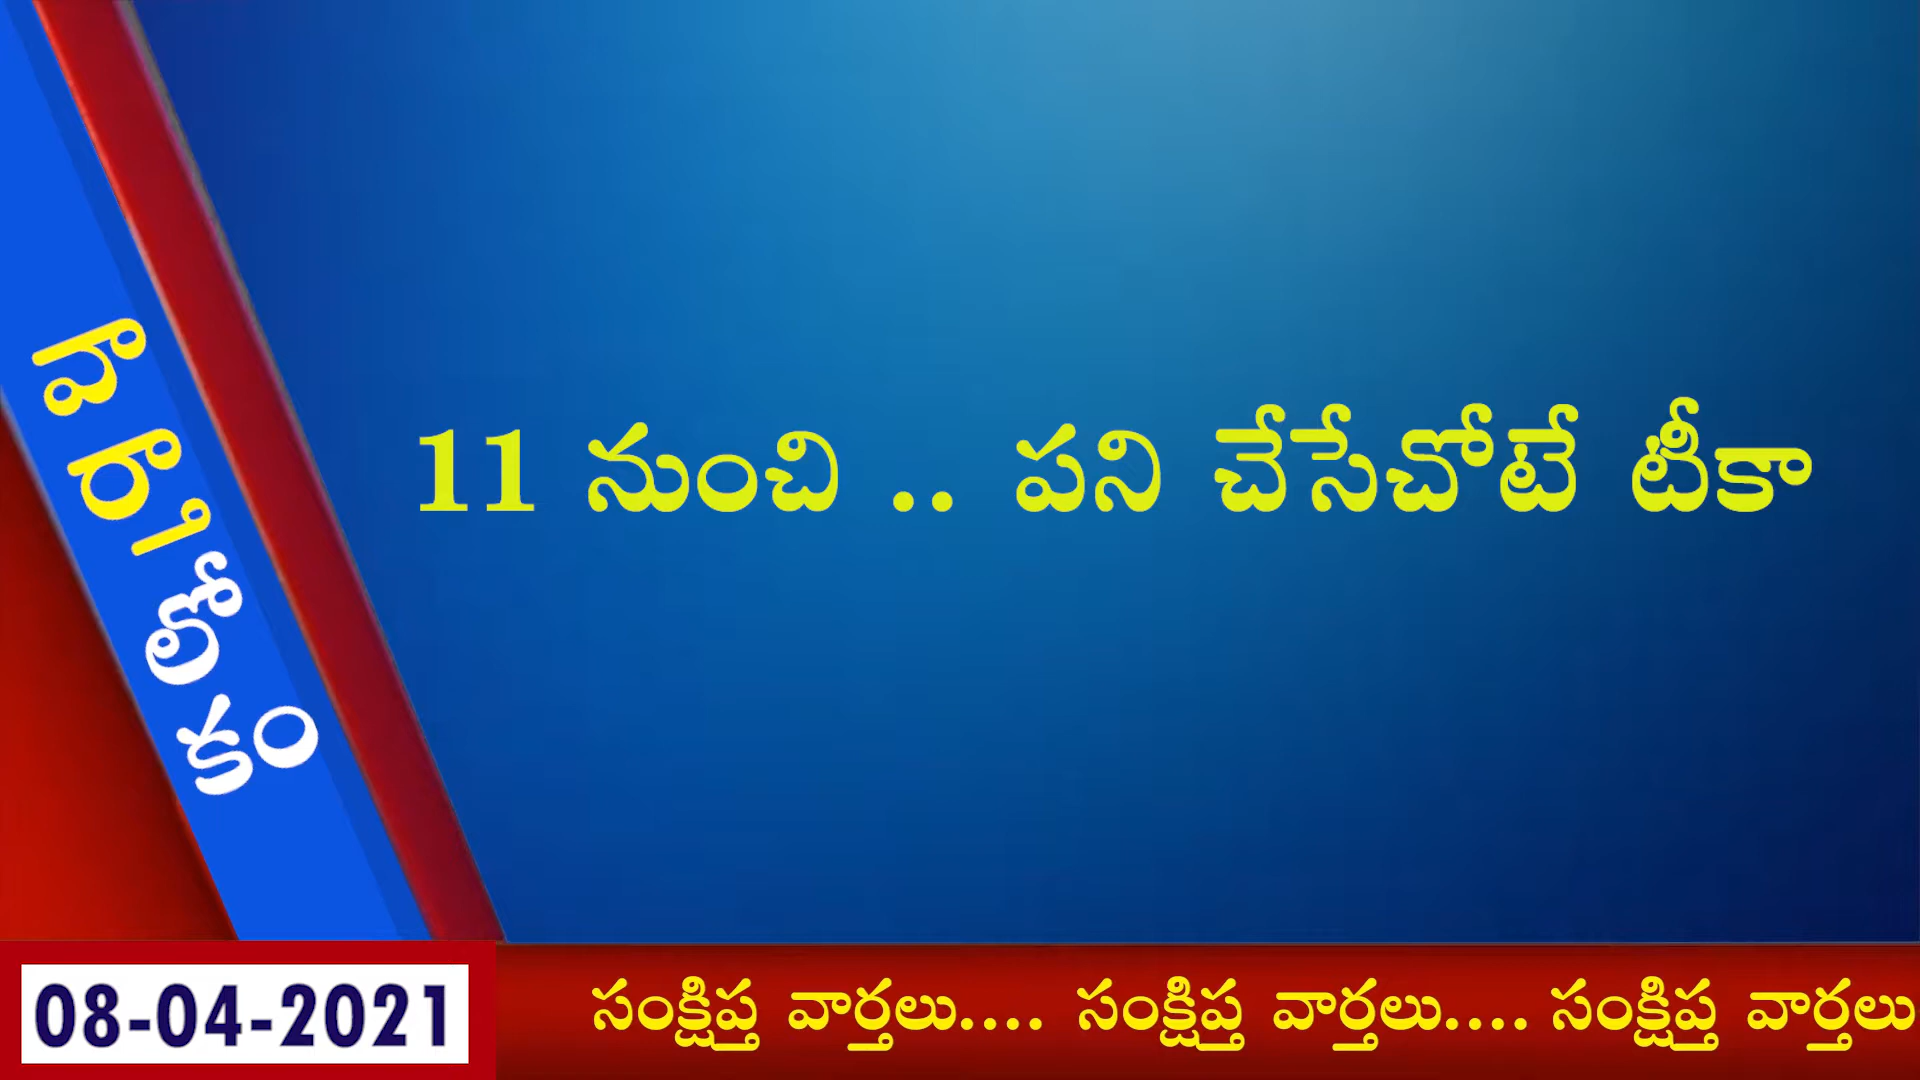 వార్తాలోకం
11 నుంచి .. పని చేసేచోటే టీకా
08-04-2021
సంక్షిప్త వార్తలు.... సంక్షిప్త వార్తలు.... సంక్షిప్త వార్తలు